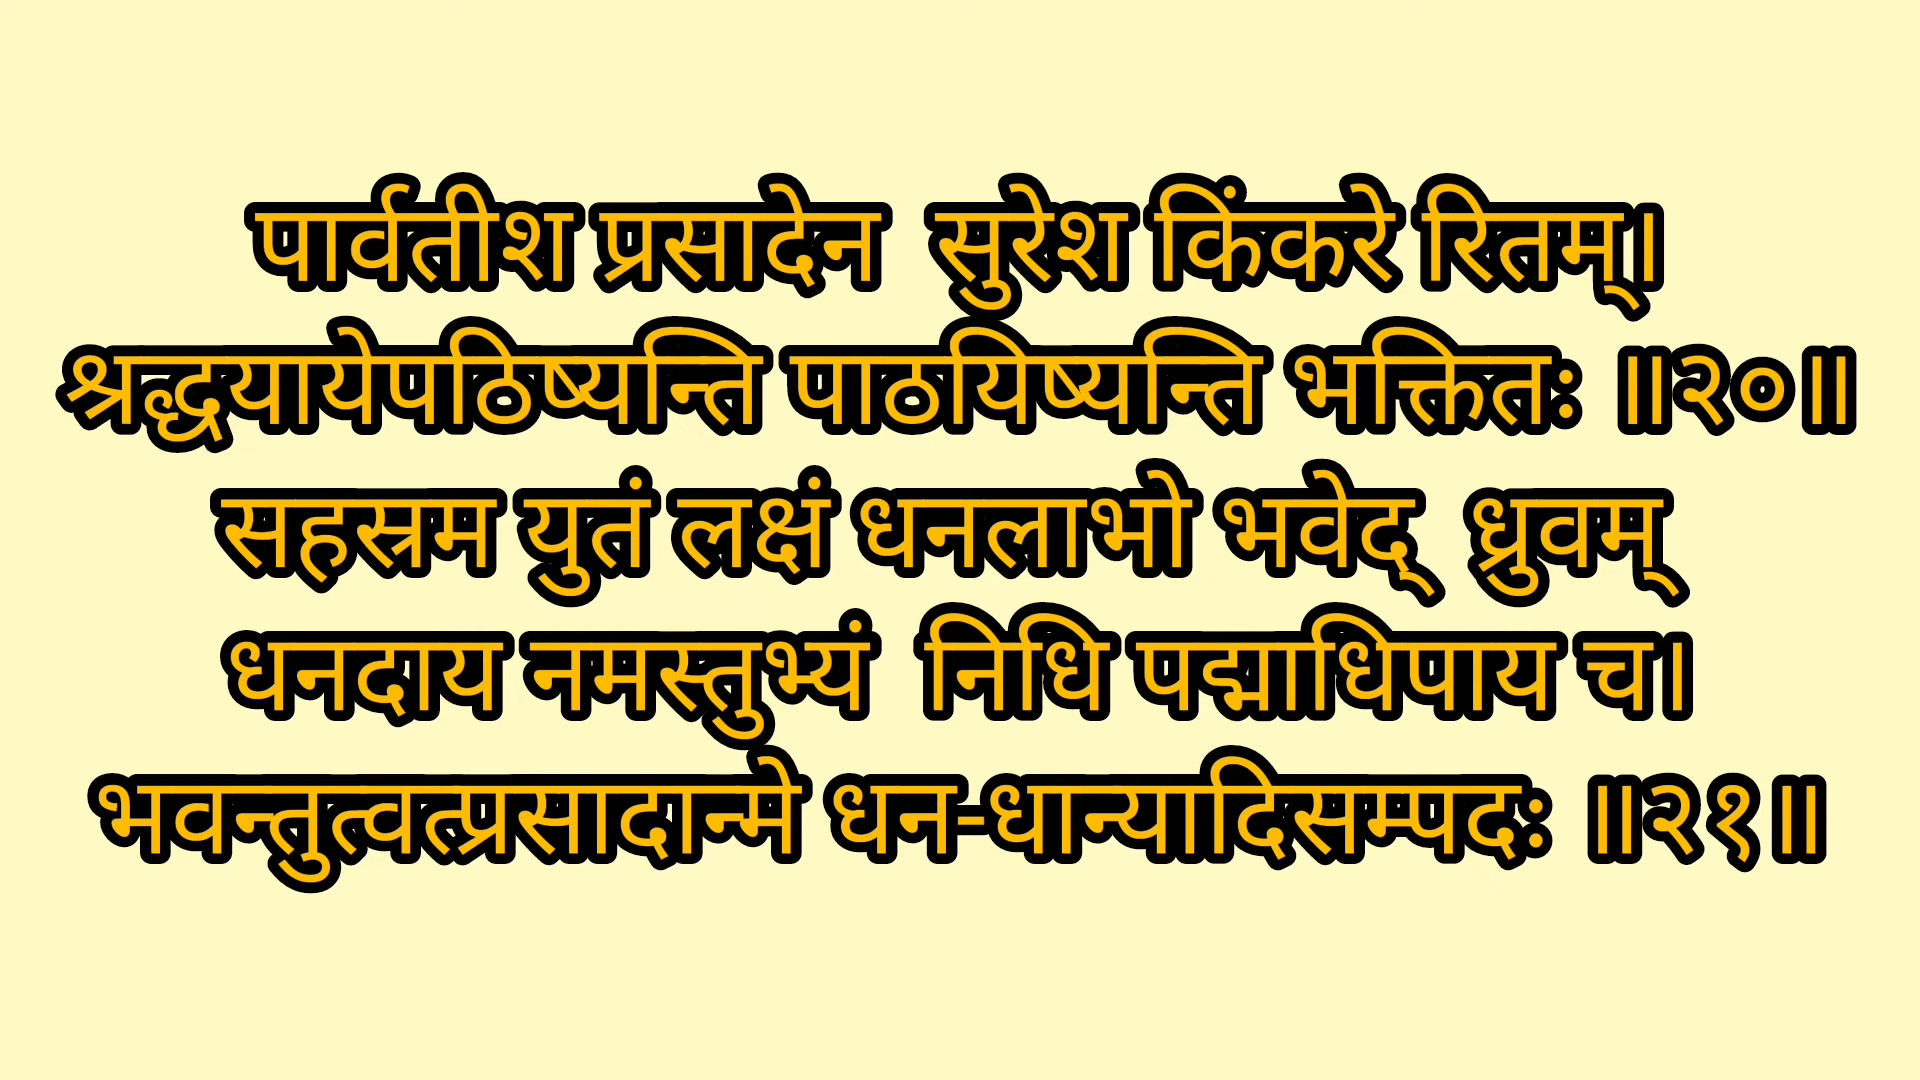 पार्वतीश प्रसादेन सुरेश किंकरे रितम्।
श्रद्धयायेपठिष्यन्ति पाठयिष्यन्ति भक्तितः ॥२०॥
सहस्रम युतं लक्षं धनलाभो भवेद् ध्रुवम्
धनदाय नमस्तुभ्यं निधि पद्माधिपाय च।
भवन्तुत्वत्प्रसादान्मे धन-धान्यादिसम्पदः ॥२१॥